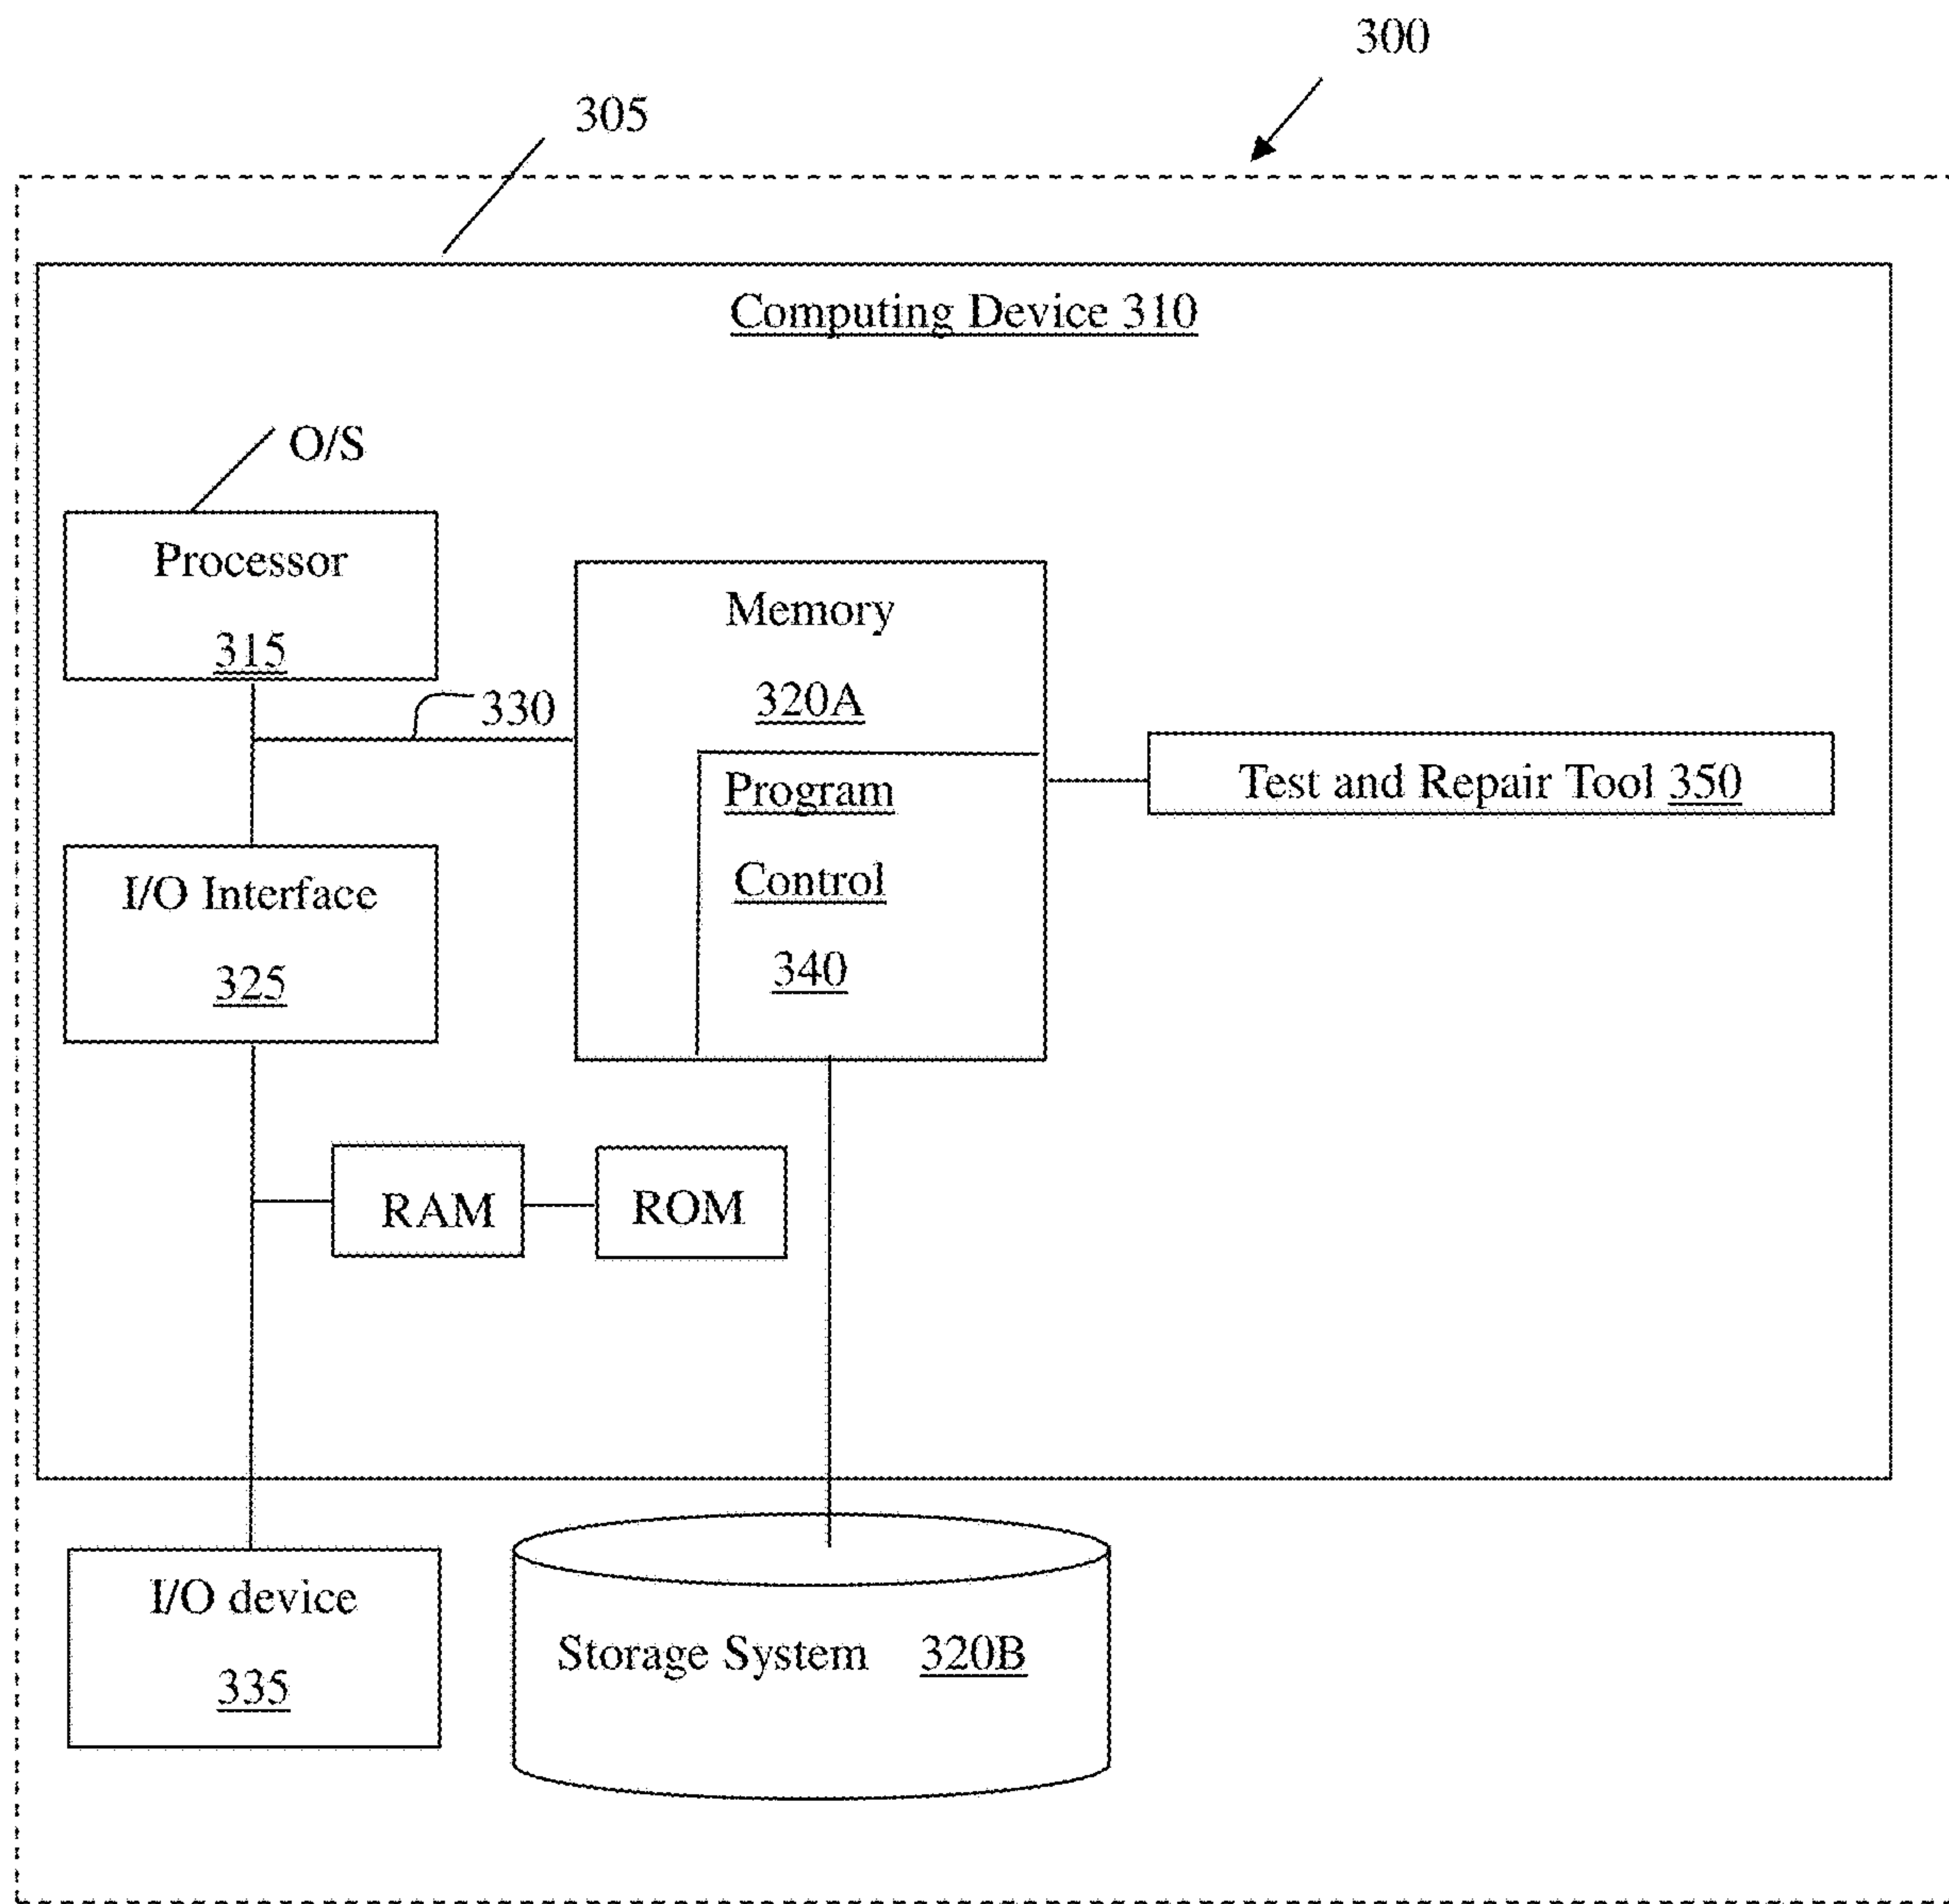 300
305
Computing Device 310
O/S
Processor
315
330
Memory
320A
Program
Control
340
Test and Repair Tool 350
I/O Interface
325
RAM
ROM
I/O device
335
Storage System 320B